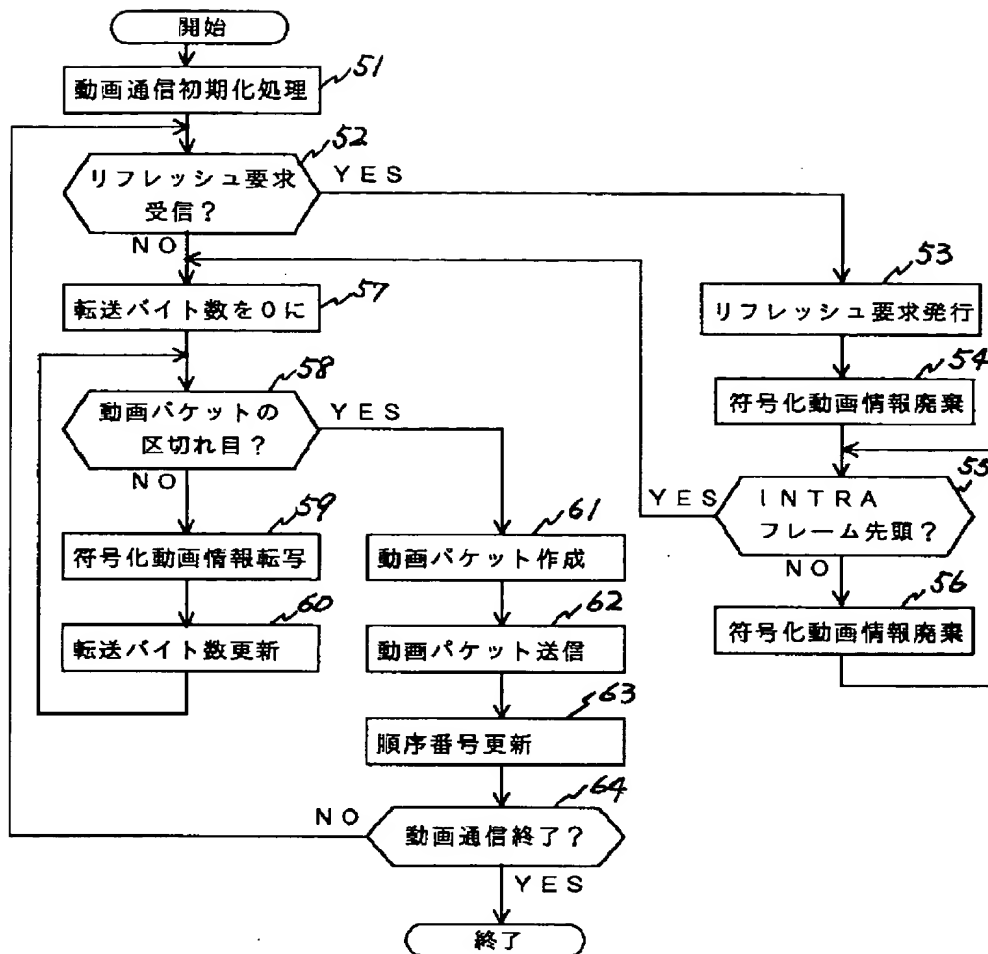 開始
51
動画通信初期化処理
52
リフレッシュ要求
受信?
YES
NO
53
リフレッシュ要求発行
57
転送バイト数を0に
54
符号化動画情報廃棄
58
動画パケットの
区切れ目?
YES
NO
55
INTRA
フレーム先頭?
YES
NO
59
符号化動画情報転写
61
動画パケット作成
56
符号化動画情報廃棄
60
転送バイト数更新
62
動画パケット送信
63
順序番号更新
64
動画通信終了?
NO
YES
終了